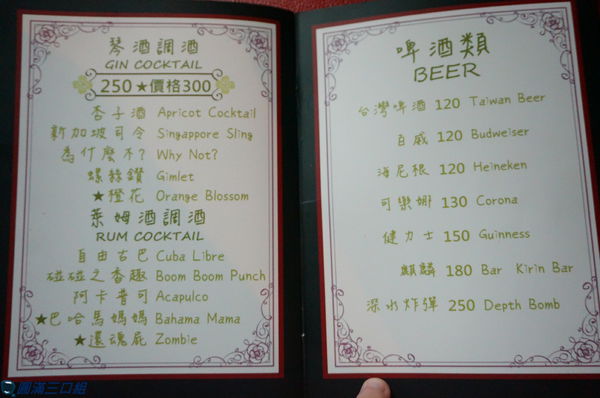 琴酒調酒
GIN COCKTAIL
250★價格300
杏子酒 Apricot Cocktail
新加坡司令 Singappore Sling
為什麼不? Why Not?
螺絲鑽 Gimlet
★橙花 Orange Blossom
萊姆酒調酒
RUM COCKTAIL
自由古巴 Cuba Libre
碰碰之香趣 Boom Boom Punch
阿卡普可 Acapulco
★巴哈馬媽媽 Bahama Mama
★還魂屍 Zombie
啤酒類
BEER
台灣啤酒 120 Taiwan Beer
百威 120 Budweiser
海尼根 120 Heineken
可樂娜 130 Corona
健力士 150 Guinness
麒麟 180 Bar Kirin Bar
深水炸彈 250 Depth Bomb
圓滿三口組